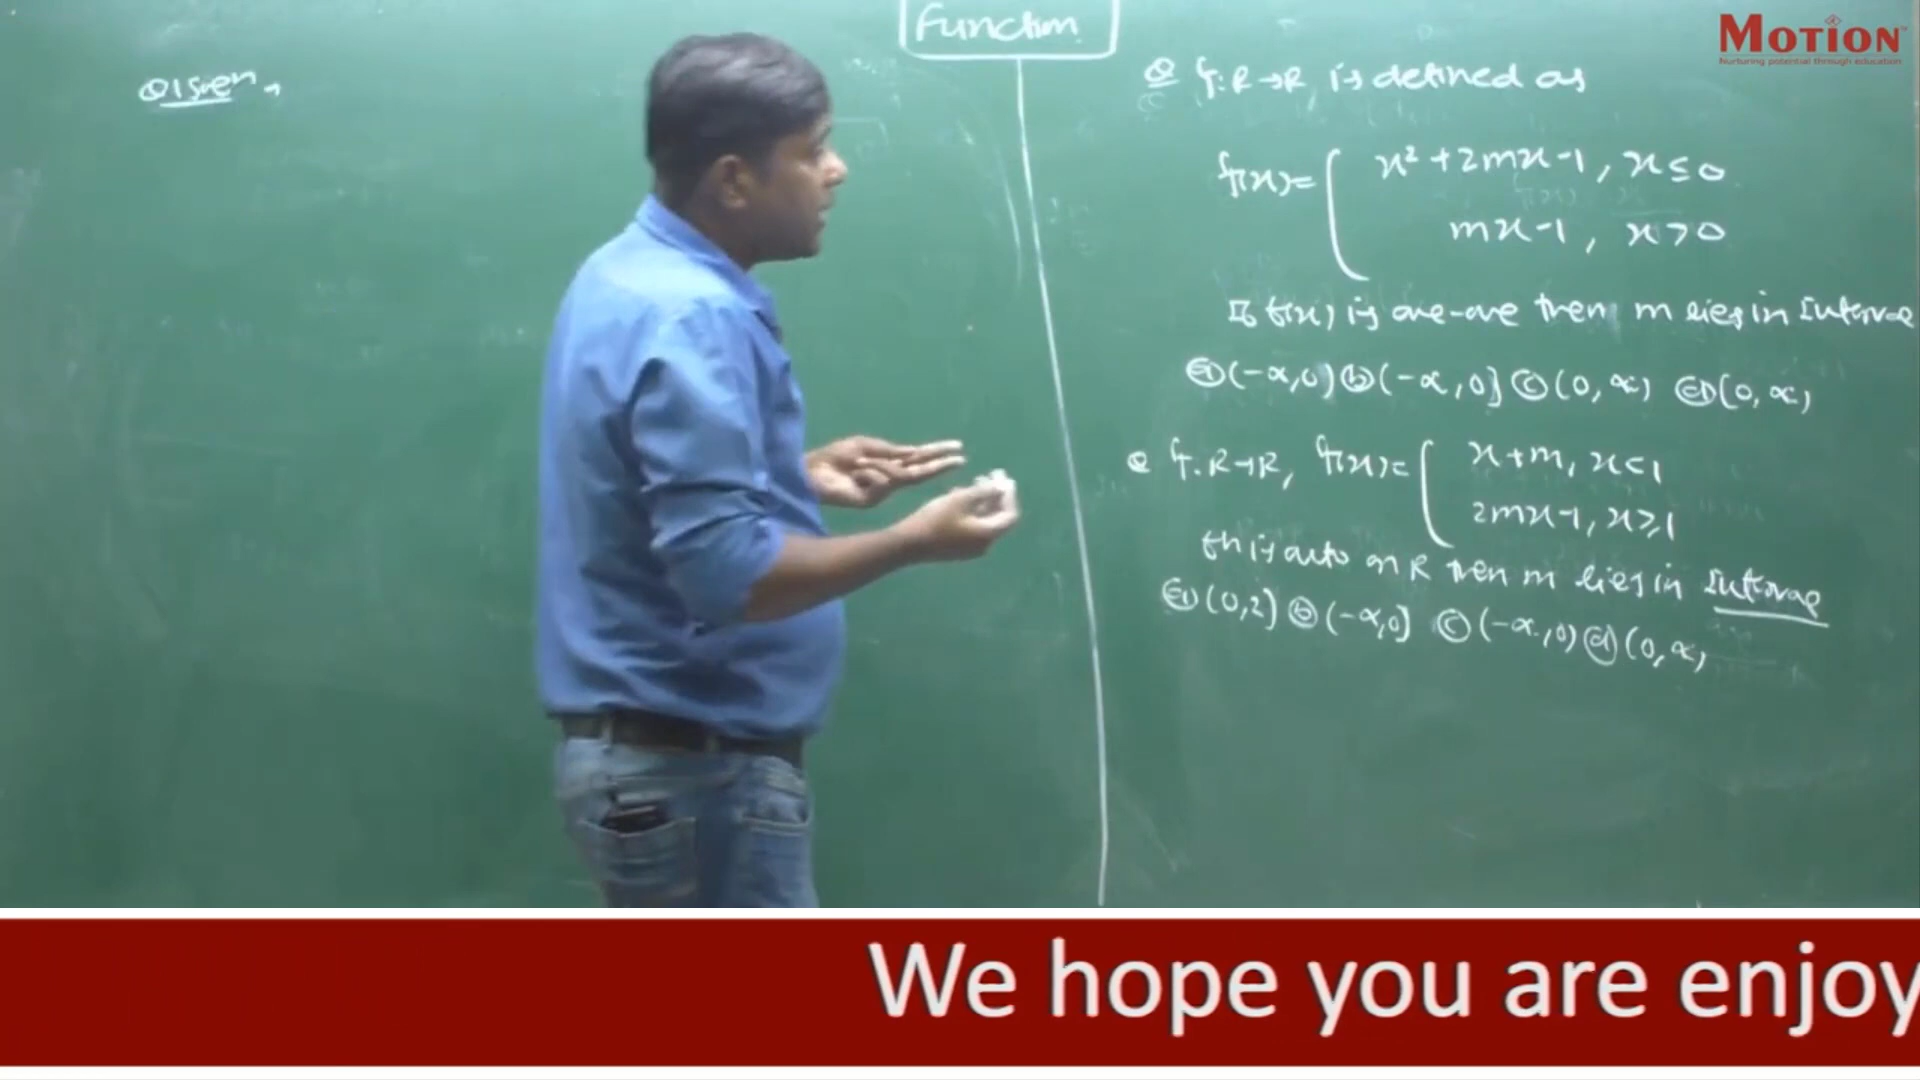 Function
MOTION
Nurturing potential through education
Given,
Q f: R→R is defined as
f(x)= { x² + 2mx - 1 , x ≤ 0
mx - 1 , x > 0
If f(x) is one-one then m lies in Interval
(a) (-∞,0) (b) (-∞,0] (c) (0,∞) (d) [0,∞)
Q f: R→R, f(x)= { x+m, x<1
2mx-1, x≥1
is onto on R then m lies in Interval
(a) (0,2] (b) (-∞,0] (c) (-∞,0) (d) (0,∞)
We hope you are enjoy